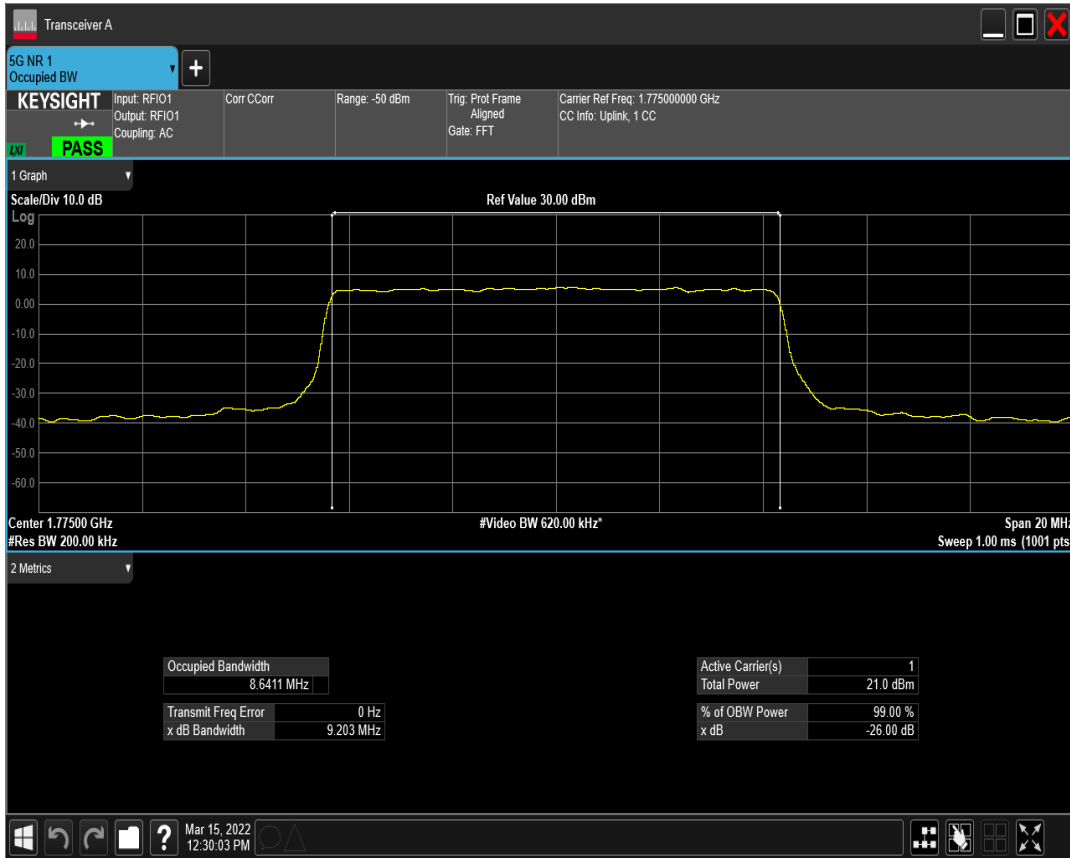 Transceiver A
5G NR 1
Occupied BW
KEYSIGHT
Input: RFIO1
Output: RFIO1
Coupling: AC
Corr CCorr
Range: -50 dBm
Trig: Prot Frame
Aligned
Gate: FFT
Carrier Ref Freq: 1.775000000 GHz
CC Info: Uplink, 1 CC
LXI
PASS
1 Graph
Scale/Div 10.0 dB
Ref Value 30.00 dBm
Log
20.0
10.0
0.00
-10.0
-20.0
-30.0
-40.0
-50.0
-60.0
Center 1.77500 GHz
#Video BW 620.00 kHz*
Span 20 MHz
#Res BW 200.00 kHz
Sweep 1.00 ms (1001 pts
2 Metrics
Occupied Bandwidth
8.6411 MHz
Transmit Freq Error 0 Hz
x dB Bandwidth 9.203 MHz
Active Carrier(s) 1
Total Power 21.0 dBm
% of OBW Power 99.00 %
x dB -26.00 dB
?
Mar 15, 2022
12:30:03 PM